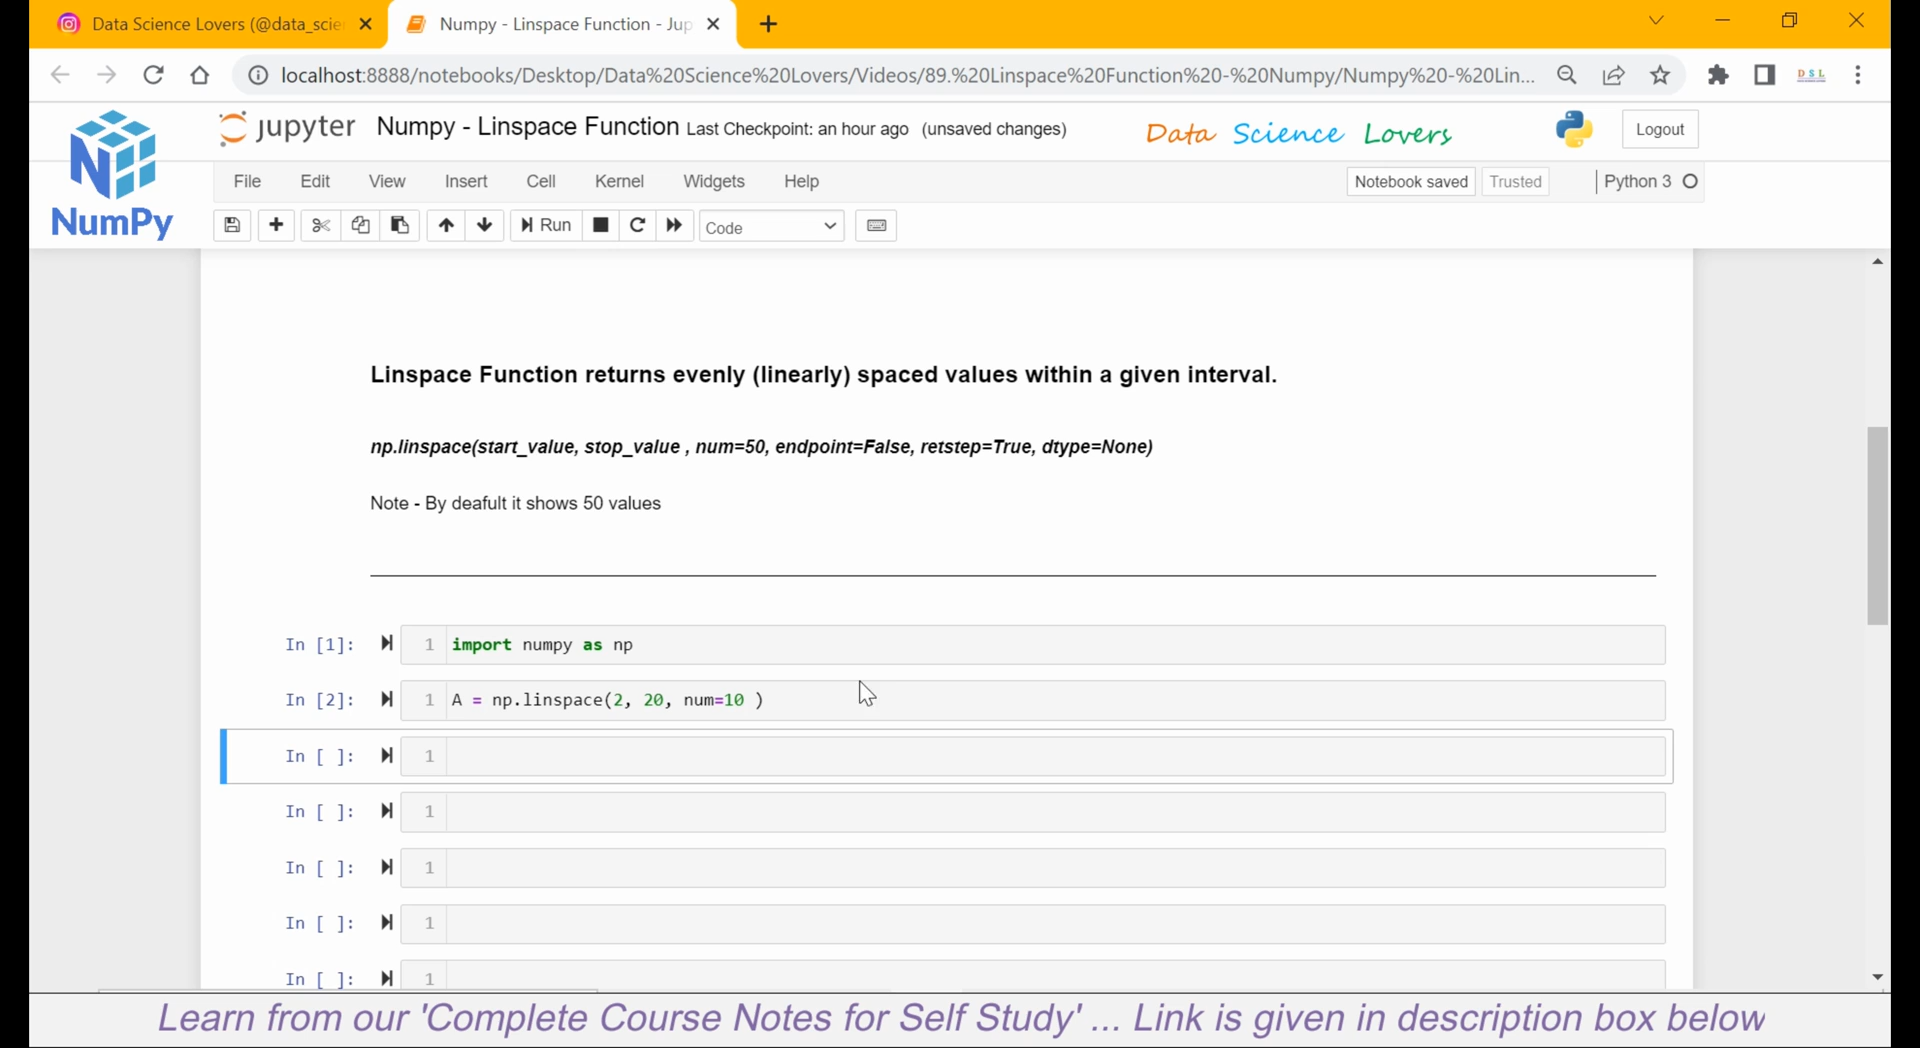 Data Science Lovers (@data_scie
Numpy - Linspace Function - Jup
localhost:8888/notebooks/Desktop/Data%20Science%20Lovers/Videos/89.%20Linspace%20Function%20-%20Numpy/Numpy%20-%20Lin...
DSL
NumPy
jupyter Numpy - Linspace Function Last Checkpoint: an hour ago (unsaved changes)
Data Science Lovers
Logout
File Edit View Insert Cell Kernel Widgets Help
Notebook saved Trusted Python 3
Run Code
Linspace Function returns evenly (linearly) spaced values within a given interval.
np.linspace(start_value, stop_value , num=50, endpoint=False, retstep=True, dtype=None)
Note - By deafult it shows 50 values
In [1]: 1 import numpy as np
In [2]: 1 A = np.linspace(2, 20, num=10 )
In [ ]: 1
In [ ]: 1
In [ ]: 1
In [ ]: 1
In [ ]: 1
Learn from our 'Complete Course Notes for Self Study' ... Link is given in description box below